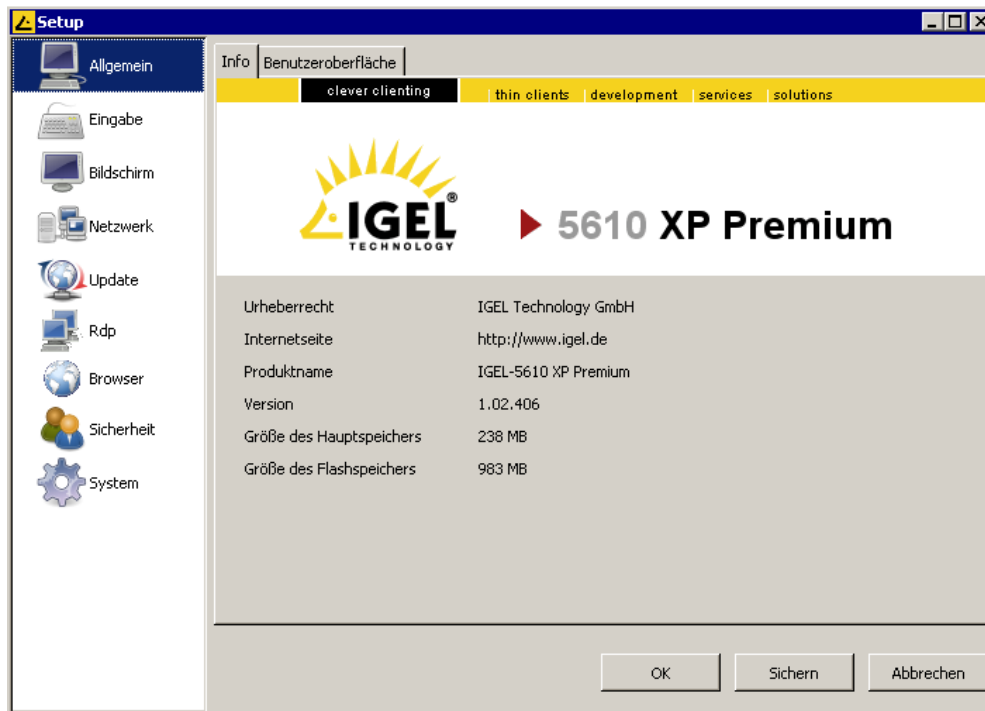 Setup
Allgemein
Eingabe
Bildschirm
Netzwerk
Update
Rdp
Browser
Sicherheit
System
Info
Benutzeroberfläche
clever clienting
thin clients development services solutions
IGEL®
TECHNOLOGY
5610 XP Premium
Urheberrecht IGEL Technology GmbH
Internetseite http://www.igel.de
Produktname IGEL-5610 XP Premium
Version 1.02.406
Größe des Hauptspeichers 238 MB
Größe des Flashspeichers 983 MB
OK Sichern Abbrechen